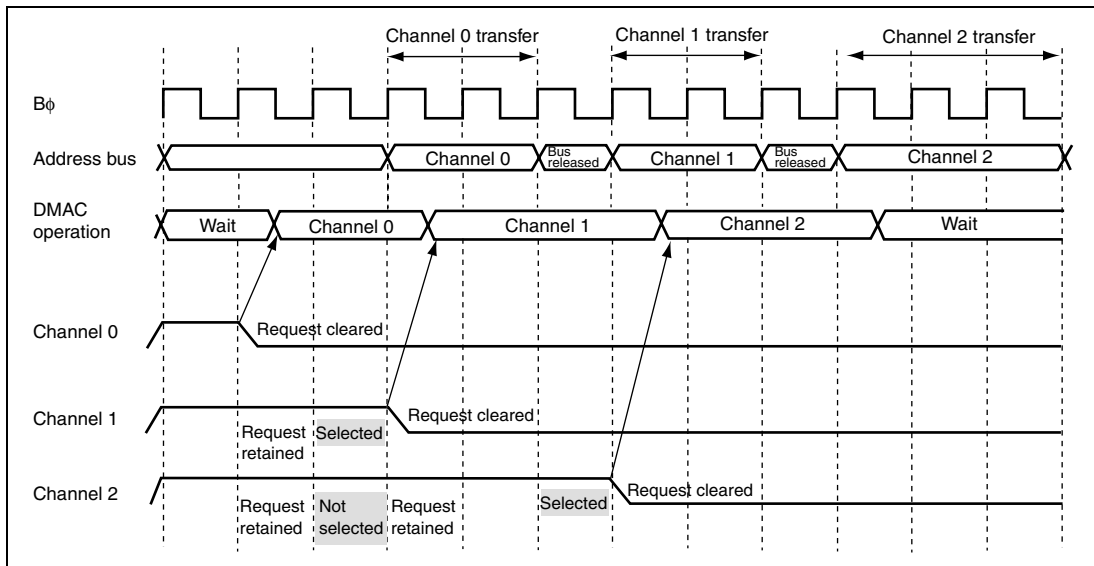 Channel 0 transfer
Channel 1 transfer
Channel 2 transfer
Bϕ
Address bus
Channel 0
Bus
released
Channel 1
Bus
released
Channel 2
DMAC
operation
Wait
Channel 0
Channel 1
Channel 2
Wait
Channel 0
Request cleared
Channel 1
Request
retained
Selected
Request cleared
Channel 2
Request
retained
Not
selected
Request
retained
Selected
Request cleared